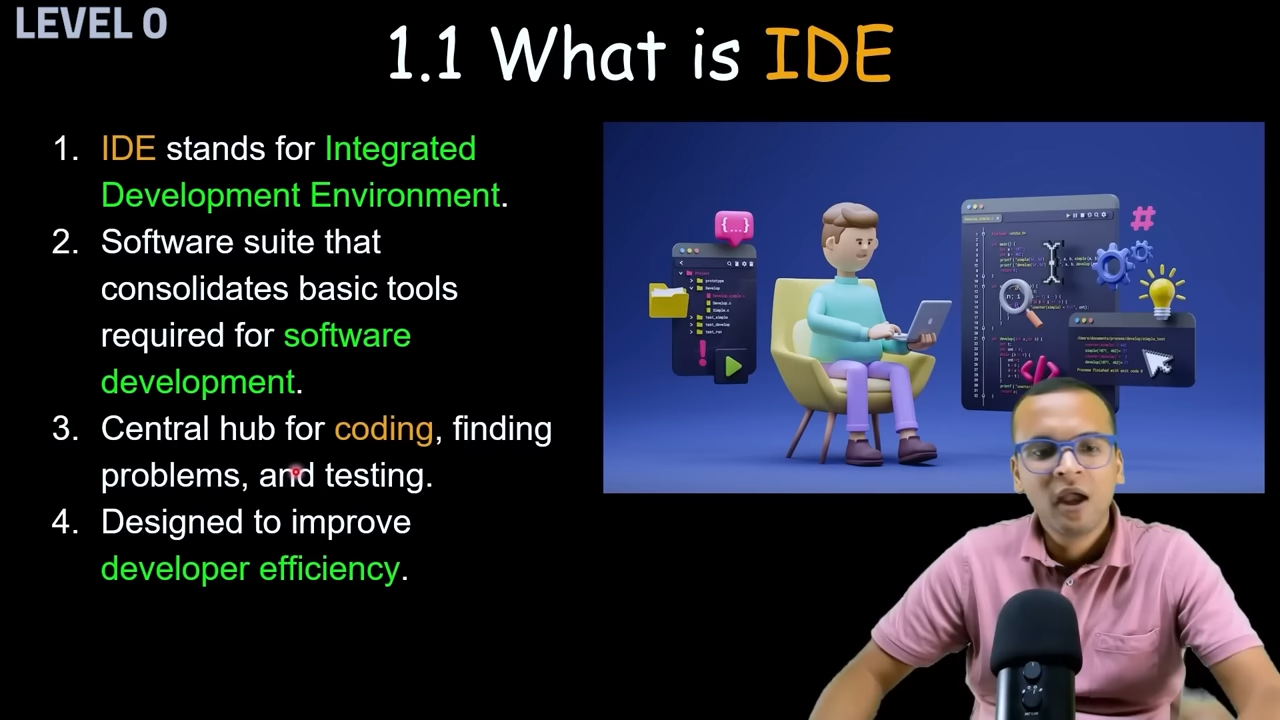 LEVEL 0
1.1 What is IDE
1. IDE stands for Integrated
Development Environment.
2. Software suite that
consolidates basic tools
required for software
development.
3. Central hub for coding, finding
problems, and testing.
4. Designed to improve
developer efficiency.
{...}
#